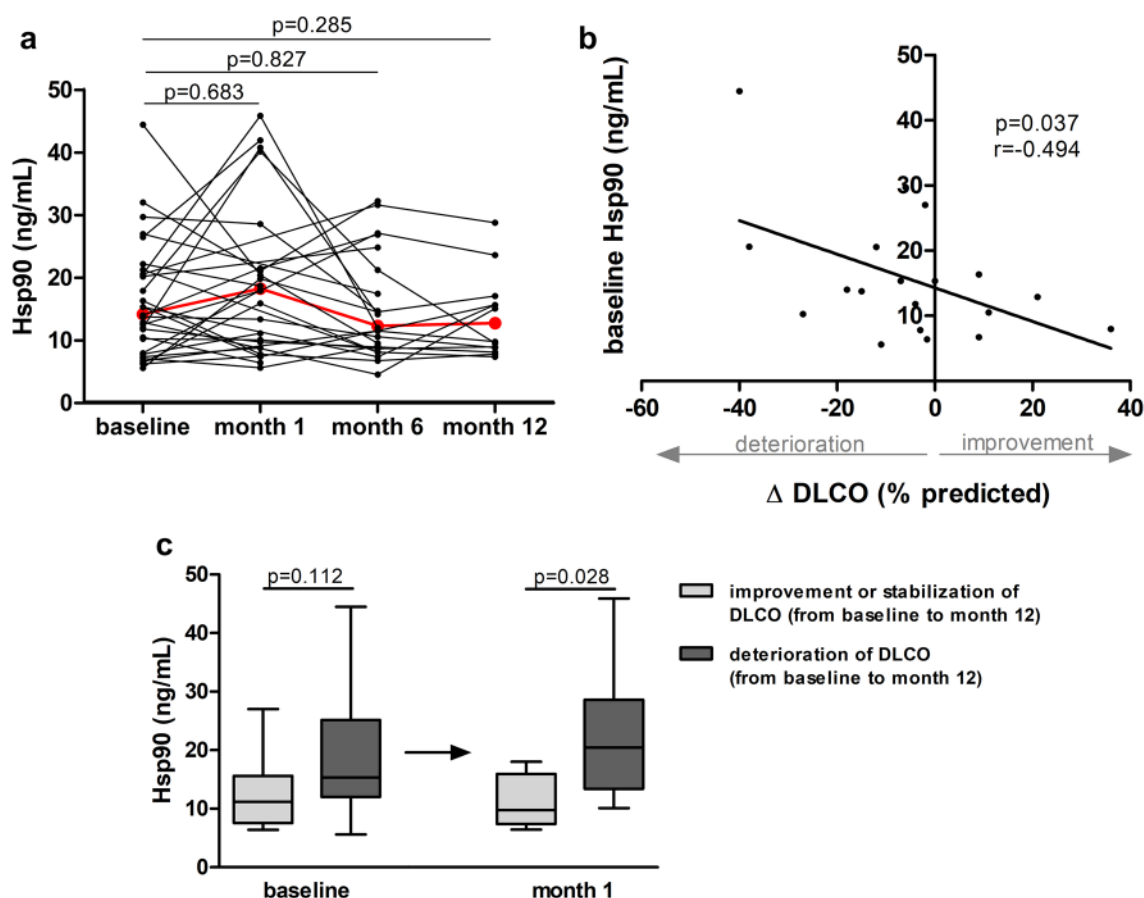 a
p=0.285
p=0.827
p=0.683
Hsp90 (ng/mL)
50
40
30
20
10
0
baseline month 1 month 6 month 12
b
baseline Hsp90 (ng/mL)
50
40
30
20
10
p=0.037
r=-0.494
-60 -40 -20 0 20 40
deterioration improvement
Δ DLCO (% predicted)
c
p=0.112 p=0.028
Hsp90 (ng/mL)
50
40
30
20
10
0
baseline month 1
improvement or stabilization of
DLCO (from baseline to month 12)
deterioration of DLCO
(from baseline to month 12)